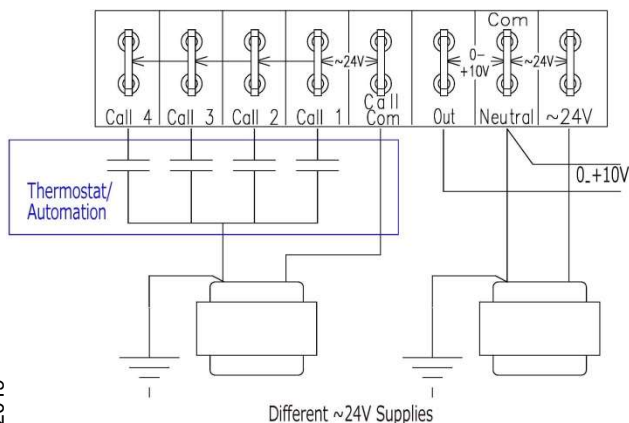 Com
~24V
0-
+10V
~24V
Call 4 Call 3 Call 2 Call 1 Call Com Out Neutral ~24V
Thermostat/
Automation
0_+10V
Different ~24V Supplies